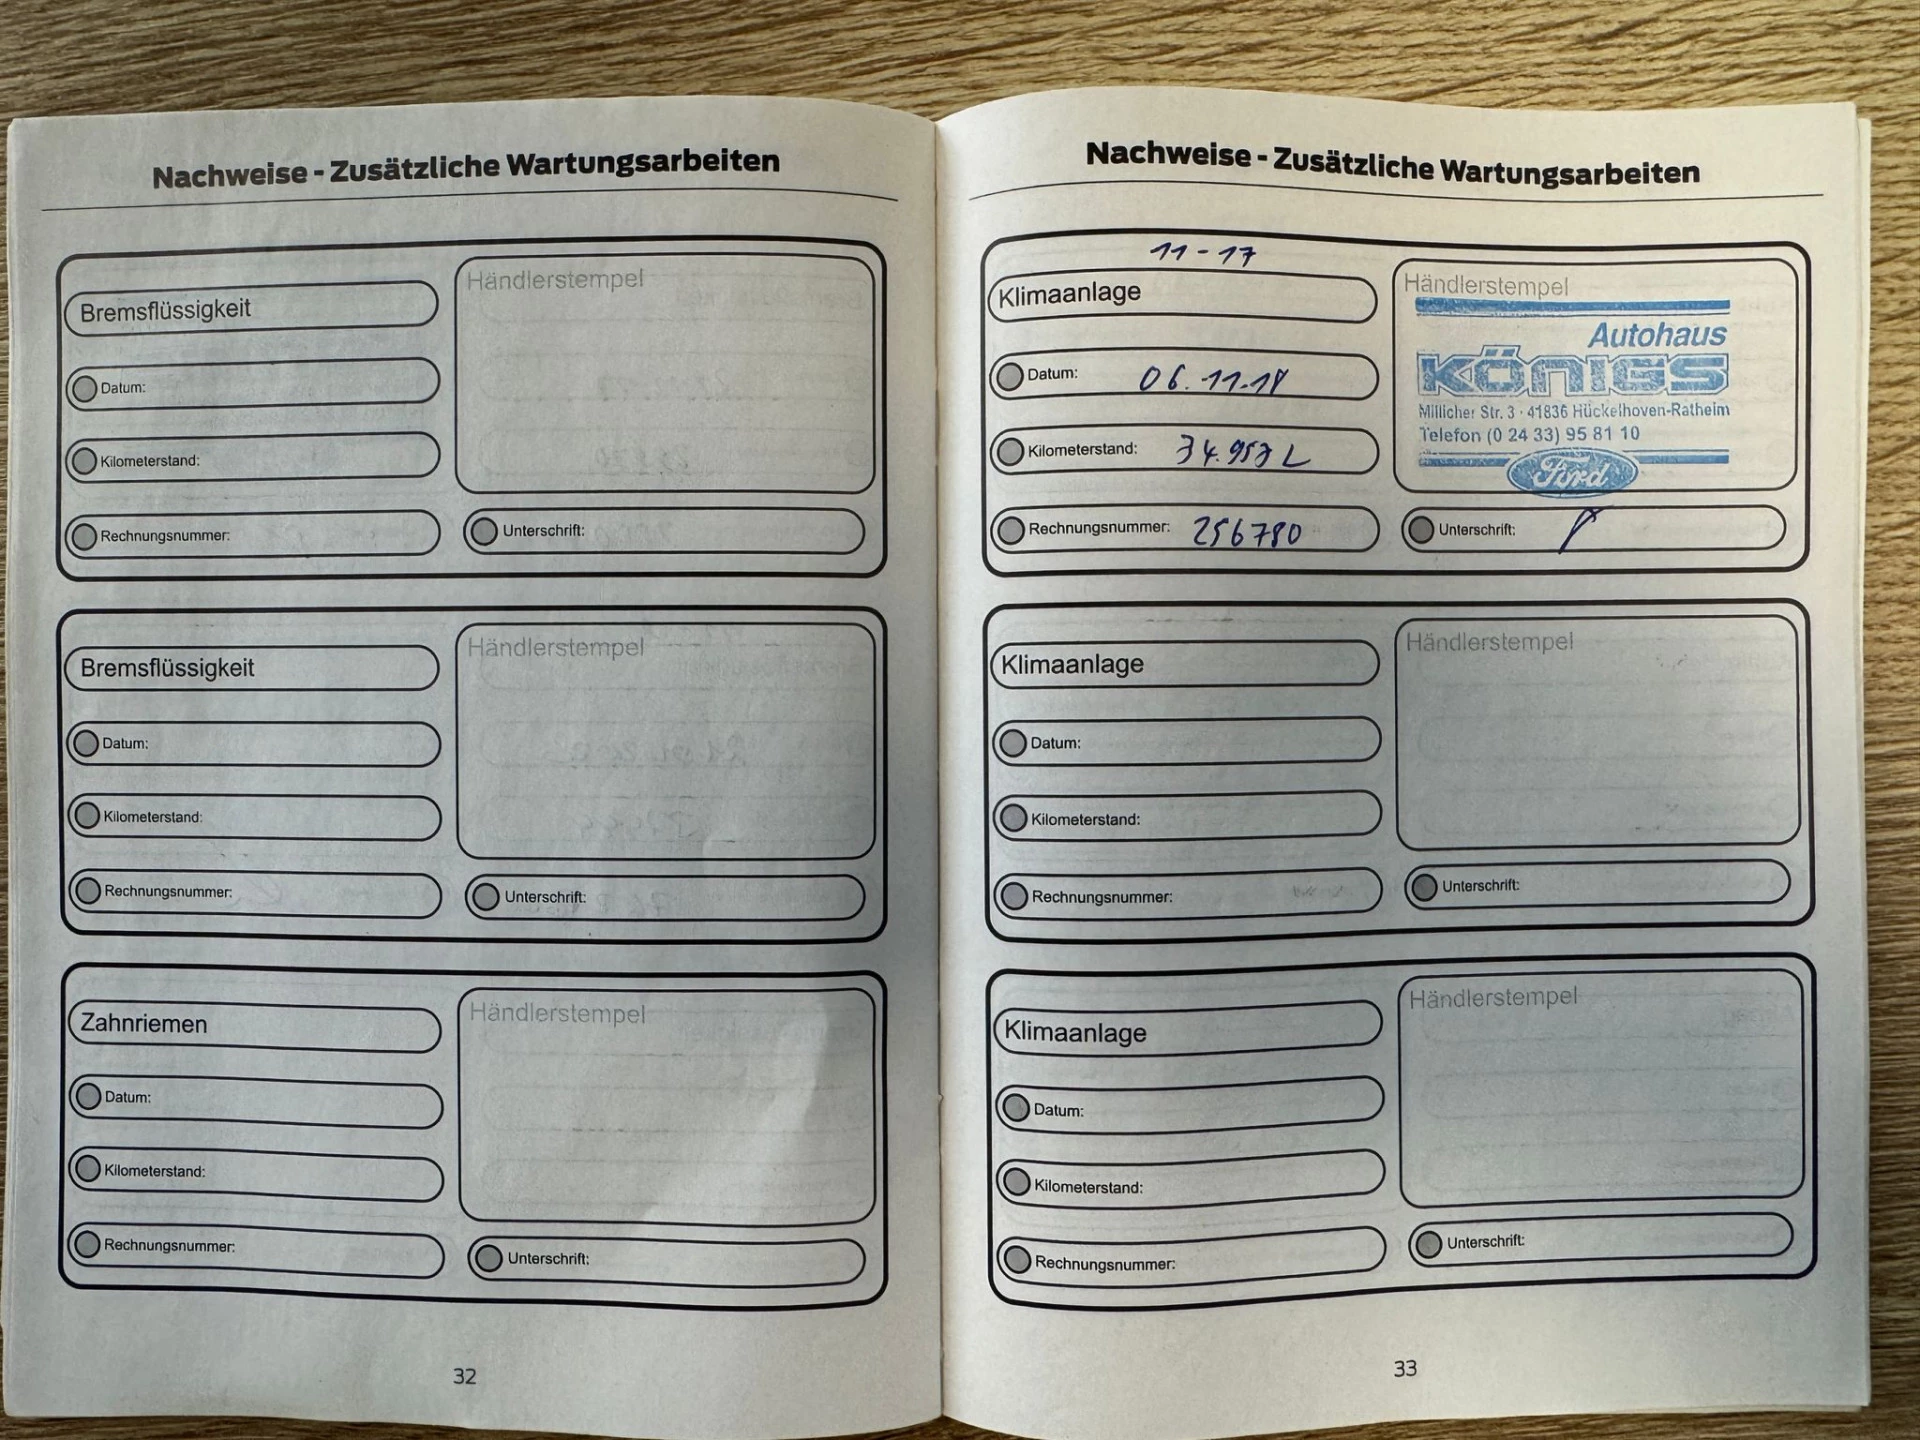 Nachweise - Zusätzliche Wartungsarbeiten
Bremsflüssigkeit
Händlerstempel
Datum:
Kilometerstand:
Rechnungsnummer:
Unterschrift:
Bremsflüssigkeit
Händlerstempel
Datum:
Kilometerstand:
Rechnungsnummer:
Unterschrift:
Zahnriemen
Händlerstempel
Datum:
Kilometerstand:
Rechnungsnummer:
Unterschrift:
32
Nachweise - Zusätzliche Wartungsarbeiten
11-17
Klimaanlage
Datum: 06.11.18
Kilometerstand:
Rechnungsnummer: 256780
Händlerstempel
Autohaus
KÖNIGS
Millicher Str. 3 · 41836 Hückelhoven-Ratheim
Telefon (0 24 33) 95 81 10
Ford
Unterschrift:
Klimaanlage
Händlerstempel
Datum:
Kilometerstand:
Rechnungsnummer:
Unterschrift:
Klimaanlage
Händlerstempel
Datum:
Kilometerstand:
Rechnungsnummer:
Unterschrift:
33